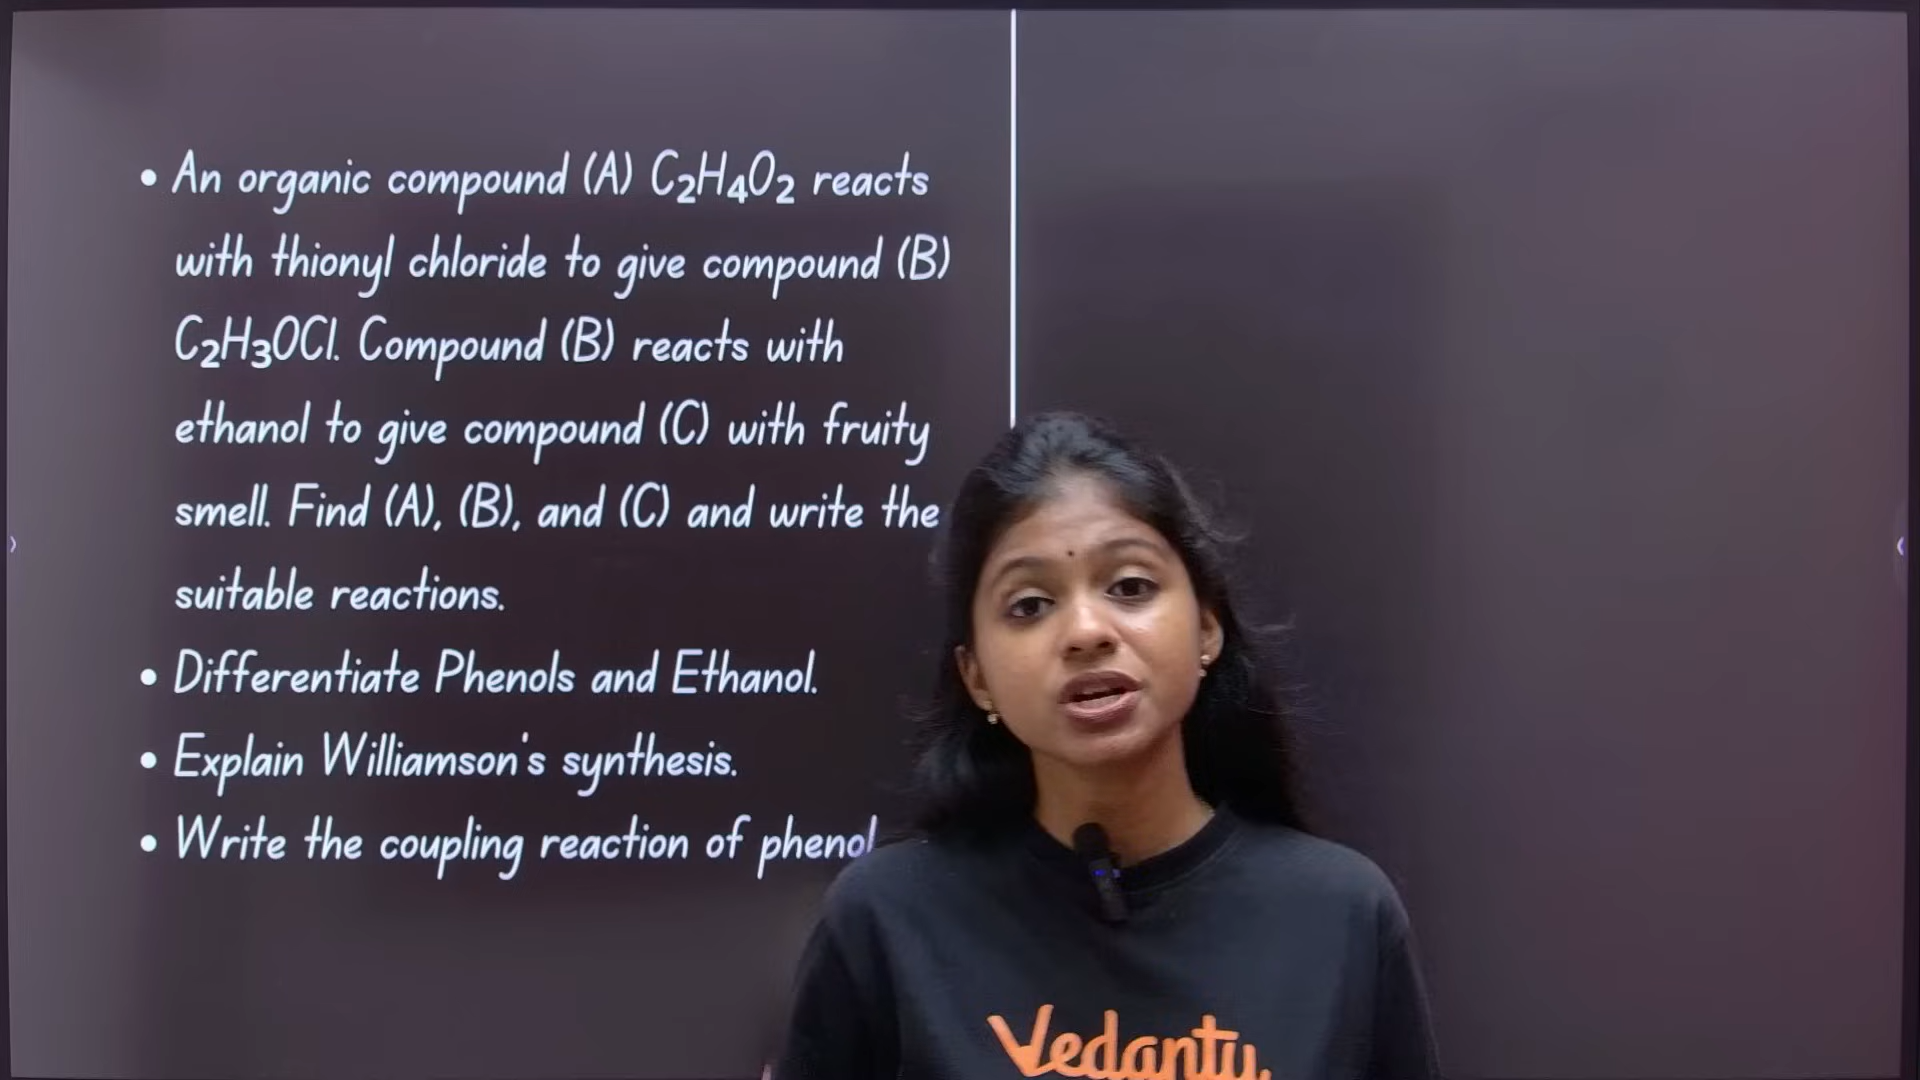 • An organic compound (A) C₂H₄O₂ reacts
with thionyl chloride to give compound (B)
C₂H₃OCl. Compound (B) reacts with
ethanol to give compound (C) with fruity
smell. Find (A), (B), and (C) and write the
suitable reactions.
• Differentiate Phenols and Ethanol.
• Explain Williamson's synthesis.
• Write the coupling reaction of phenol
Vedantu